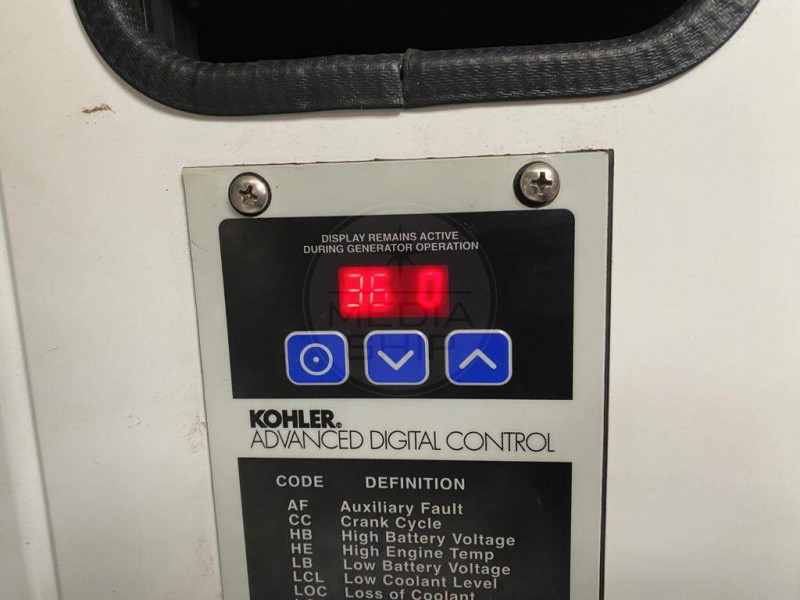 DISPLAY REMAINS ACTIVE
DURING GENERATOR OPERATION
36 0
MEDIA
SHIP
KOHLER®
ADVANCED DIGITAL CONTROL
CODE DEFINITION
AF Auxiliary Fault
CC Crank Cycle
HB High Battery Voltage
HE High Engine Temp
LB Low Battery Voltage
LCL Low Coolant Level
LOC Loss of Coolant